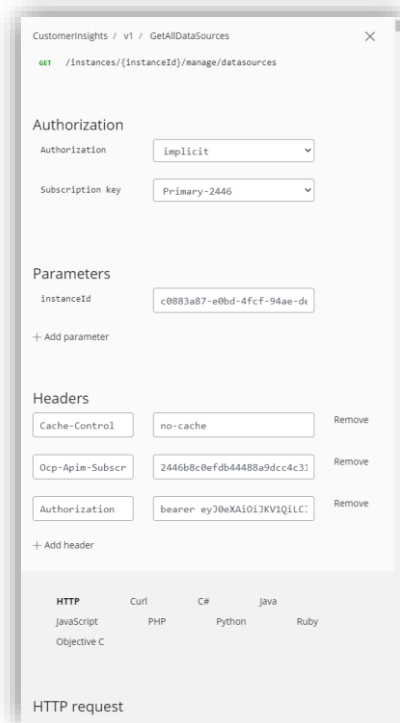 CustomerInsights / v1 / GetAllDataSources
GET /instances/{instanceId}/manage/datasources
Authorization
Authorization implicit
Subscription key Primary-2446
Parameters
instanceId c0883a87-e0bd-4fcf-94ae-de
+ Add parameter
Headers
Cache-Control no-cache Remove
Ocp-Apim-Subscr 2446b8c0efdb44488a9dcc4c31 Remove
Authorization bearer eyJ0eXAiOiJKV1QiLC Remove
+ Add header
HTTP Curl C# Java
JavaScript PHP Python Ruby
Objective C
HTTP request